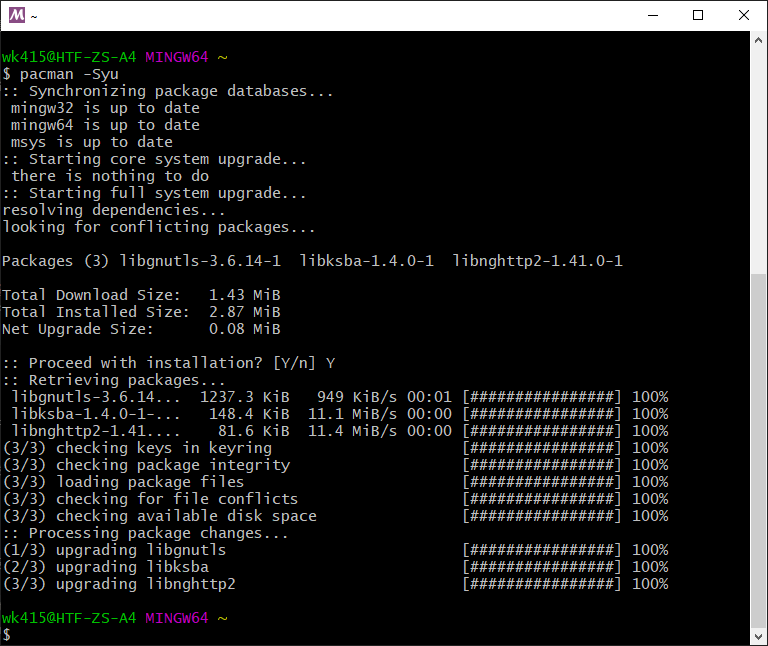 ~
wk415@HTF-ZS-A4 MINGW64 ~
$ pacman -Syu
:: Synchronizing package databases...
 mingw32 is up to date
 mingw64 is up to date
 msys is up to date
:: Starting core system upgrade...
 there is nothing to do
:: Starting full system upgrade...
resolving dependencies...
looking for conflicting packages...

Packages (3) libgnutls-3.6.14-1  libksba-1.4.0-1  libnghttp2-1.41.0-1

Total Download Size:   1.43 MiB
Total Installed Size:  2.87 MiB
Net Upgrade Size:      0.08 MiB

:: Proceed with installation? [Y/n] Y
:: Retrieving packages...
 libgnutls-3.6.14...  1237.3 KiB   949 KiB/s 00:01 [################] 100%
 libksba-1.4.0-1-...   148.4 KiB  11.1 MiB/s 00:00 [################] 100%
 libnghttp2-1.41....    81.6 KiB  11.4 MiB/s 00:00 [################] 100%
(3/3) checking keys in keyring                     [################] 100%
(3/3) checking package integrity                   [################] 100%
(3/3) loading package files                        [################] 100%
(3/3) checking for file conflicts                  [################] 100%
(3/3) checking available disk space                [################] 100%
:: Processing package changes...
(1/3) upgrading libgnutls                          [################] 100%
(2/3) upgrading libksba                            [################] 100%
(3/3) upgrading libnghttp2                         [################] 100%

wk415@HTF-ZS-A4 MINGW64 ~
$